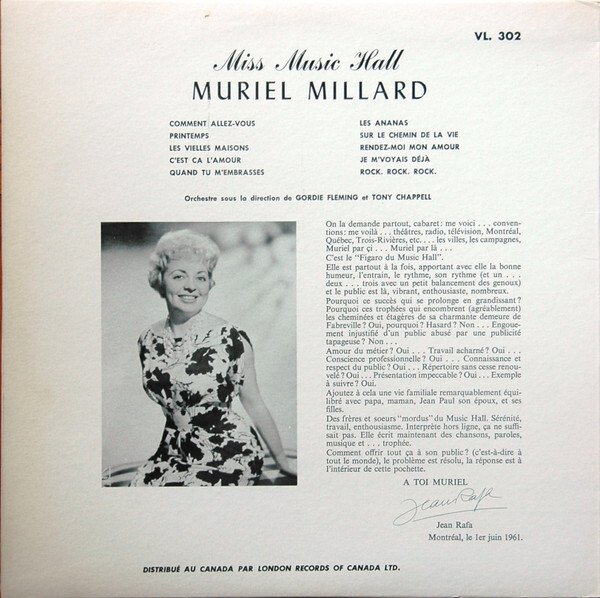 VL. 302
Miss Music Hall
MURIEL MILLARD
COMMENT ALLEZ-VOUS
PRINTEMPS
LES VIELLES MAISONS
C'EST CA L'AMOUR
QUAND TU M'EMBRASSES
LES ANANAS
SUR LE CHEMIN DE LA VIE
RENDEZ-MOI MON AMOUR
JE M'VOYAIS DÉJÀ
ROCK. ROCK. ROCK.
Orchestre sous la direction de GORDIE FLEMING et TONY CHAPPELL
On la demande partout, cabaret: me voici . . . conven-
tions: me voilà . . . théâtres, radio, télévision, Montréal,
Québec, Trois-Rivières, etc. . . . les villes, les campagnes,
Muriel par çi . . . Muriel par là . . .
C'est le "Figaro du Music Hall".
Elle est partout à la fois, apportant avec elle la bonne
humeur, l'entrain, le rythme, son rythme (et un . . .
deux . . . trois avec un petit balancement des genoux)
et le public est là, vibrant, enthousiaste, nombreux.
Pourquoi ce succès qui se prolonge en grandissant?
Pourquoi ces trophées qui encombrent (agréablement)
les cheminées et étagères de sa charmante demeure de
Fabreville? Oui, pourquoi? Hasard? Non . . . Engoue-
ment injustifié d'un public abusé par une publicité
tapageuse? Non . . .
Amour du métier? Oui . . . Travail acharné? Oui . . .
Conscience professionnelle? Oui . . . Connaissance et
respect du public? Oui . . . Répertoire sans cesse renou-
velé? Oui . . . Présentation impeccable? Oui . . . Exemple
à suivre? Oui.
Ajoutez à cela une vie familiale remarquablement équi-
libré avec papa, maman, Jean Paul son époux, et ses
filles.
Des frères et soeurs "mordus" du Music Hall. Sérénité,
travail, enthousiasme. Interprète hors ligne, ça ne suffi-
sait pas. Elle écrit maintenant des chansons, paroles,
musique et . . . trophée.
Comment offrir tout ça à son public? (c'est-à-dire à
tout le monde), le problème est résolu, la réponse est à
l'intérieur de cette pochette.
A TOI MURIEL
Jean Rafa
Jean Rafa
Montréal, le 1er juin 1961.
DISTRIBUÉ AU CANADA PAR LONDON RECORDS OF CANADA LTD.